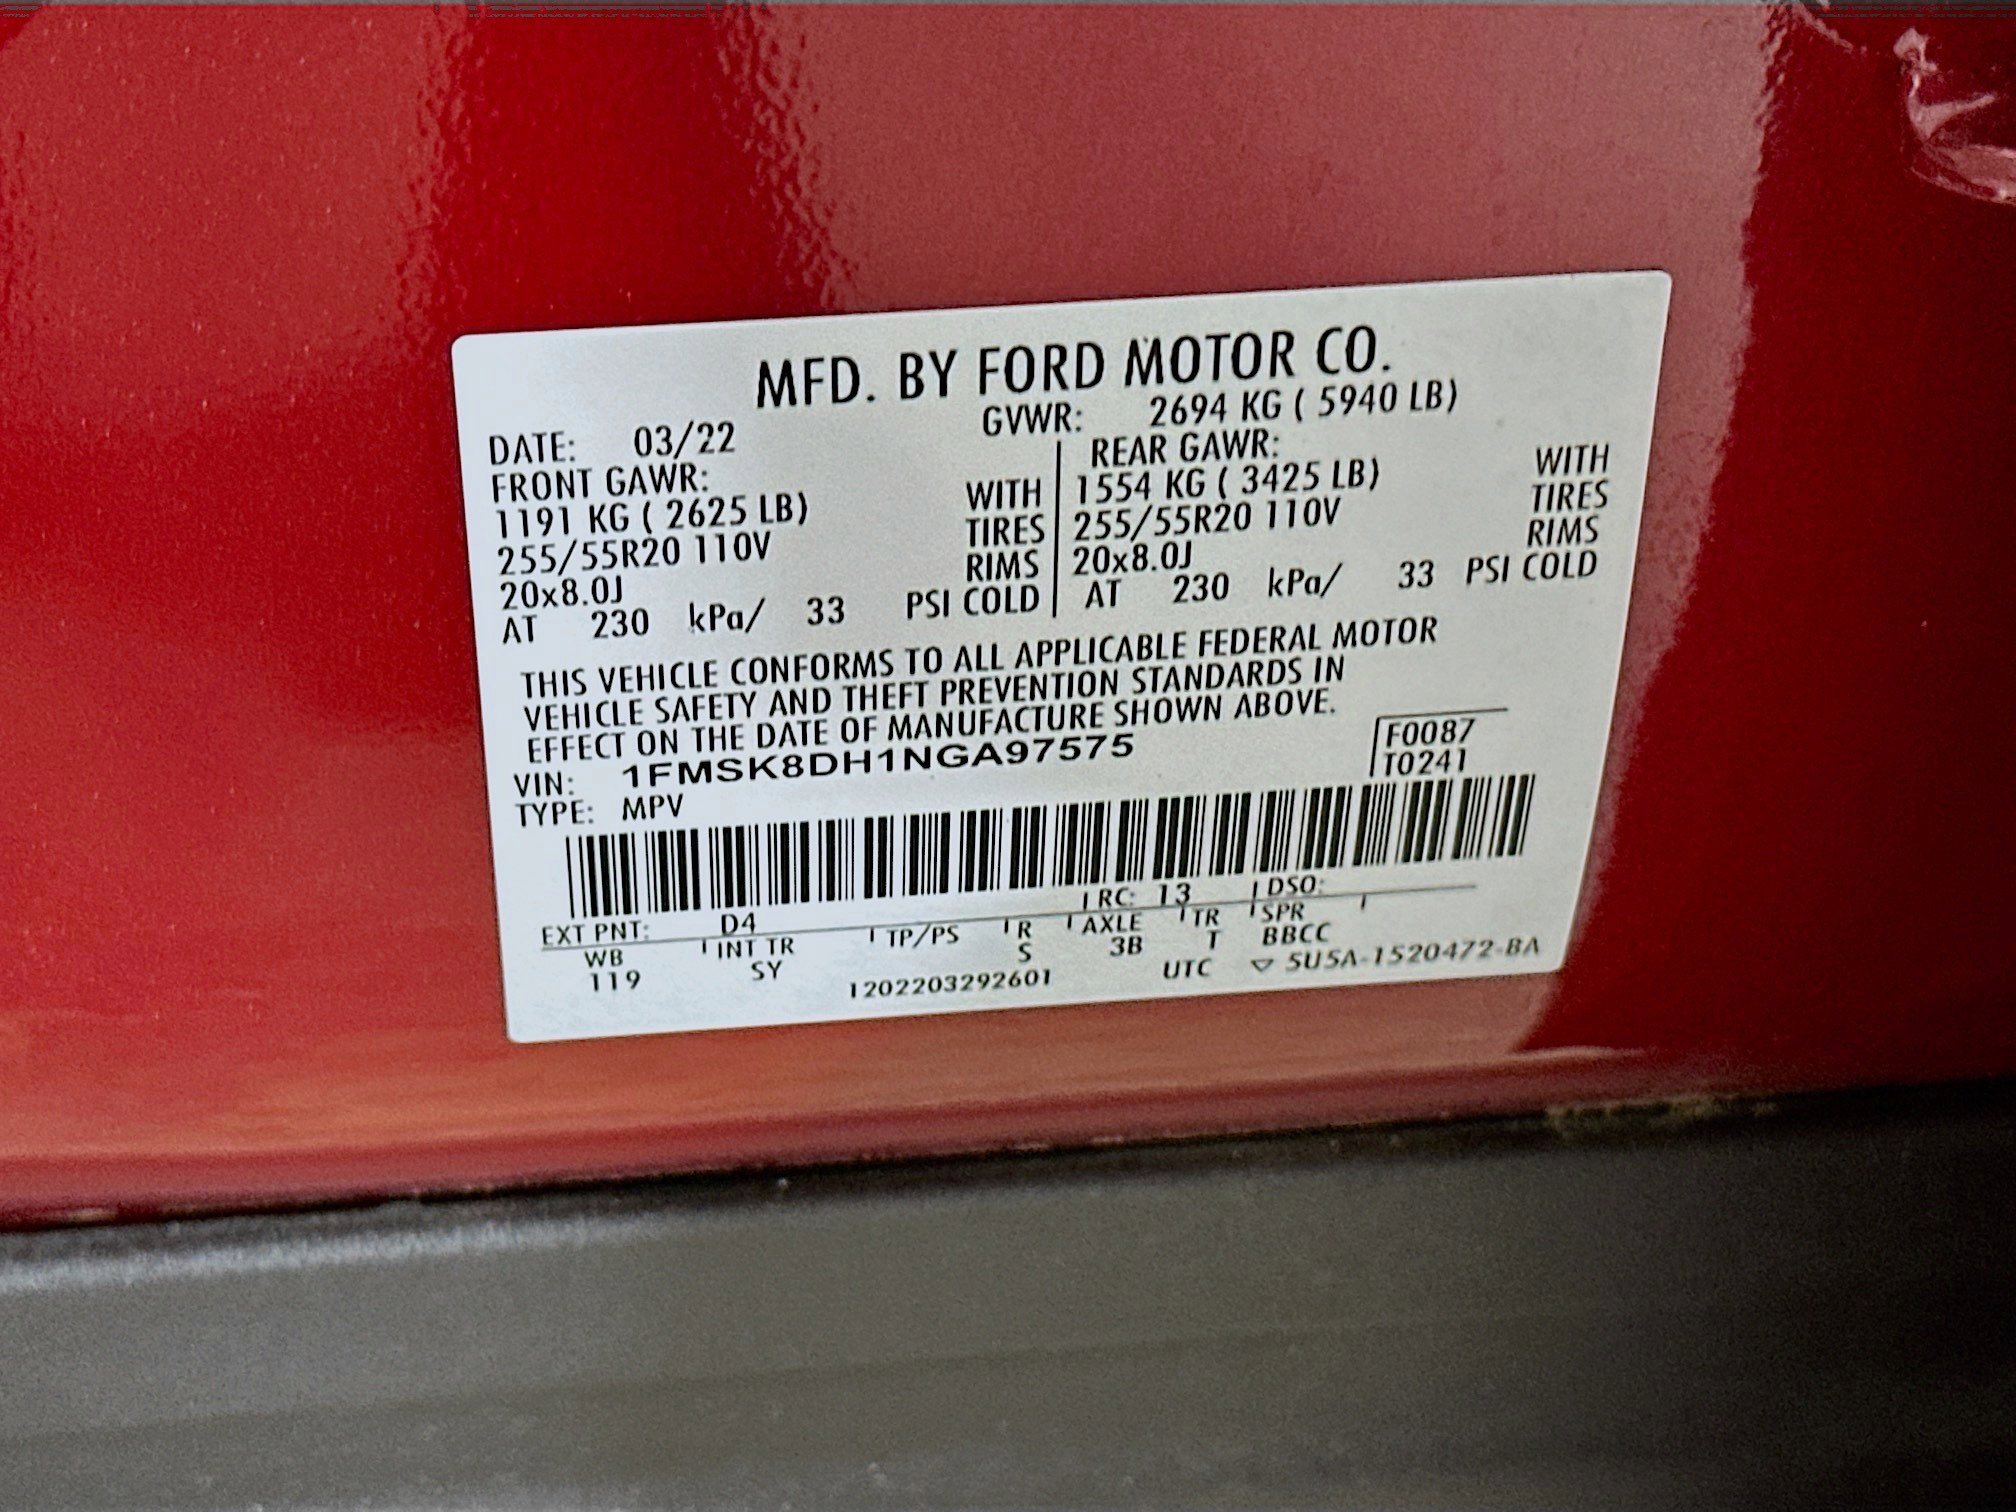 MFD. BY FORD MOTOR CO.
DATE: 03/22 GVWR: 2694 KG ( 5940 LB)
FRONT GAWR: REAR GAWR:
1191 KG ( 2625 LB) WITH 1554 KG ( 3425 LB) WITH
255/55R20 110V TIRES 255/55R20 110V TIRES
20x8.0J RIMS 20x8.0J RIMS
AT 230 kPa/ 33 PSI COLD AT 230 kPa/ 33 PSI COLD
THIS VEHICLE CONFORMS TO ALL APPLICABLE FEDERAL MOTOR
VEHICLE SAFETY AND THEFT PREVENTION STANDARDS IN
EFFECT ON THE DATE OF MANUFACTURE SHOWN ABOVE.
VIN: 1FMSK8DH1NGA97575 F0087
TYPE: MPV T0241
EXT PNT: D4 RC: 13 DSO:
WB INT TR TP/PS R AXLE TR SPR
119 SY S 3B T BBCC
1202203292601 UTC ▽ 5U5A-1520472-BA